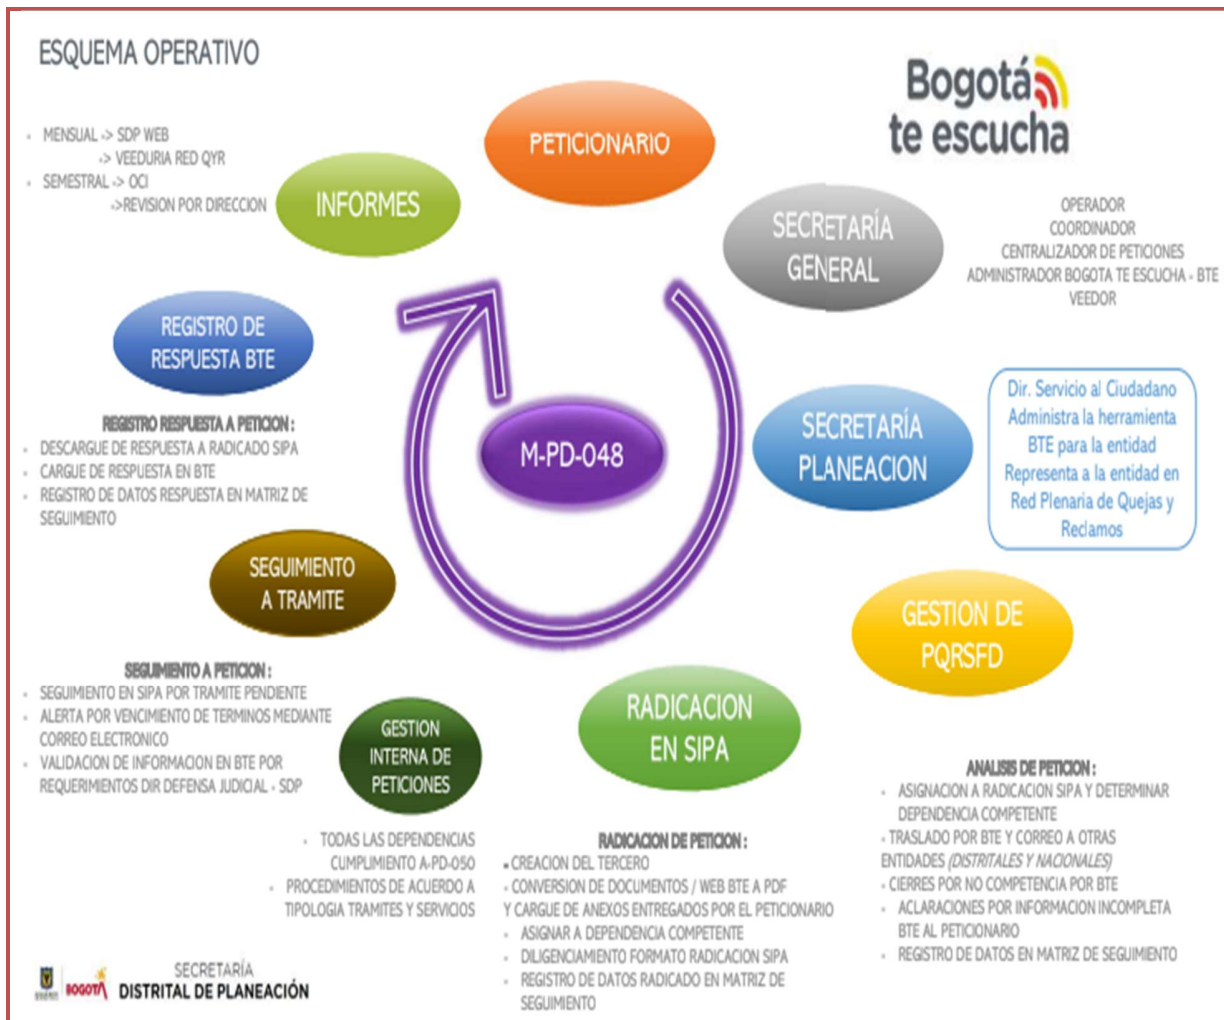 ESQUEMA OPERATIVO
Bogotá
te escucha
- MENSUAL -> SDP WEB
-> VEEDURIA RED QYR
- SEMESTRAL -> OCI
->REVISION POR DIRECCION
PETICIONARIO
INFORMES
SECRETARÍA
GENERAL
OPERADOR
COORDINADOR
CENTRALIZADOR DE PETICIONES
ADMINISTRADOR BOGOTA TE ESCUCHA - BTE
VEEDOR
REGISTRO DE
RESPUESTA BTE
REGISTRO RESPUESTA A PETICION :
- DESCARGUE DE RESPUESTA A RADICADO SIPA
- CARGUE DE RESPUESTA EN BTE
- REGISTRO DE DATOS RESPUESTA EN MATRIZ DE
SEGUIMIENTO
M-PD-048
SECRETARÍA
PLANEACION
Dir. Servicio al Ciudadano
Administra la herramienta
BTE para la entidad
Representa a la entidad en
Red Plenaria de Quejas y
Reclamos
SEGUIMIENTO
A TRAMITE
GESTION DE
PQRSFD
SEGUIMIENTO A PETICION :
- SEGUIMIENTO EN SIPA POR TRAMITE PENDIENTE
- ALERTA POR VENCIMIENTO DE TERMINOS MEDIANTE
CORREO ELECTRONICO
- VALIDACION DE INFORMACION EN BTE POR
REQUERIMIENTOS DIR DEFENSA JUDICIAL - SDP
GESTION
INTERNA DE
PETICIONES
- TODAS LAS DEPENDENCIAS
CUMPLIMIENTO A-PD-050
- PROCEDIMIENTOS DE ACUERDO A
TIPOLOGIA TRAMITES Y SERVICIOS
RADICACION
EN SIPA
RADICACION DE PETICION :
- CREACION DEL TERCERO
- CONVERSION DE DOCUMENTOS / WEB BTE A PDF
Y CARGUE DE ANEXOS ENTREGADOS POR EL PETICIONARIO
- ASIGNAR A DEPENDENCIA COMPETENTE
- DILIGENCIAMIENTO FORMATO RADICACION SIPA
- REGISTRO DE DATOS RADICADO EN MATRIZ DE
SEGUIMIENTO
ANALISIS DE PETICION :
- ASIGNACION A RADICACION SIPA Y DETERMINAR
DEPENDENCIA COMPETENTE
- TRASLADO POR BTE Y CORREO A OTRAS
ENTIDADES (DISTRITALES Y NACIONALES)
- CIERRES POR NO COMPETENCIA POR BTE
- ACLARACIONES POR INFORMACION INCOMPLETA
BTE AL PETICIONARIO
- REGISTRO DE DATOS EN MATRIZ DE SEGUIMIENTO
BOGOTÁ
SECRETARÍA
DISTRITAL DE PLANEACIÓN